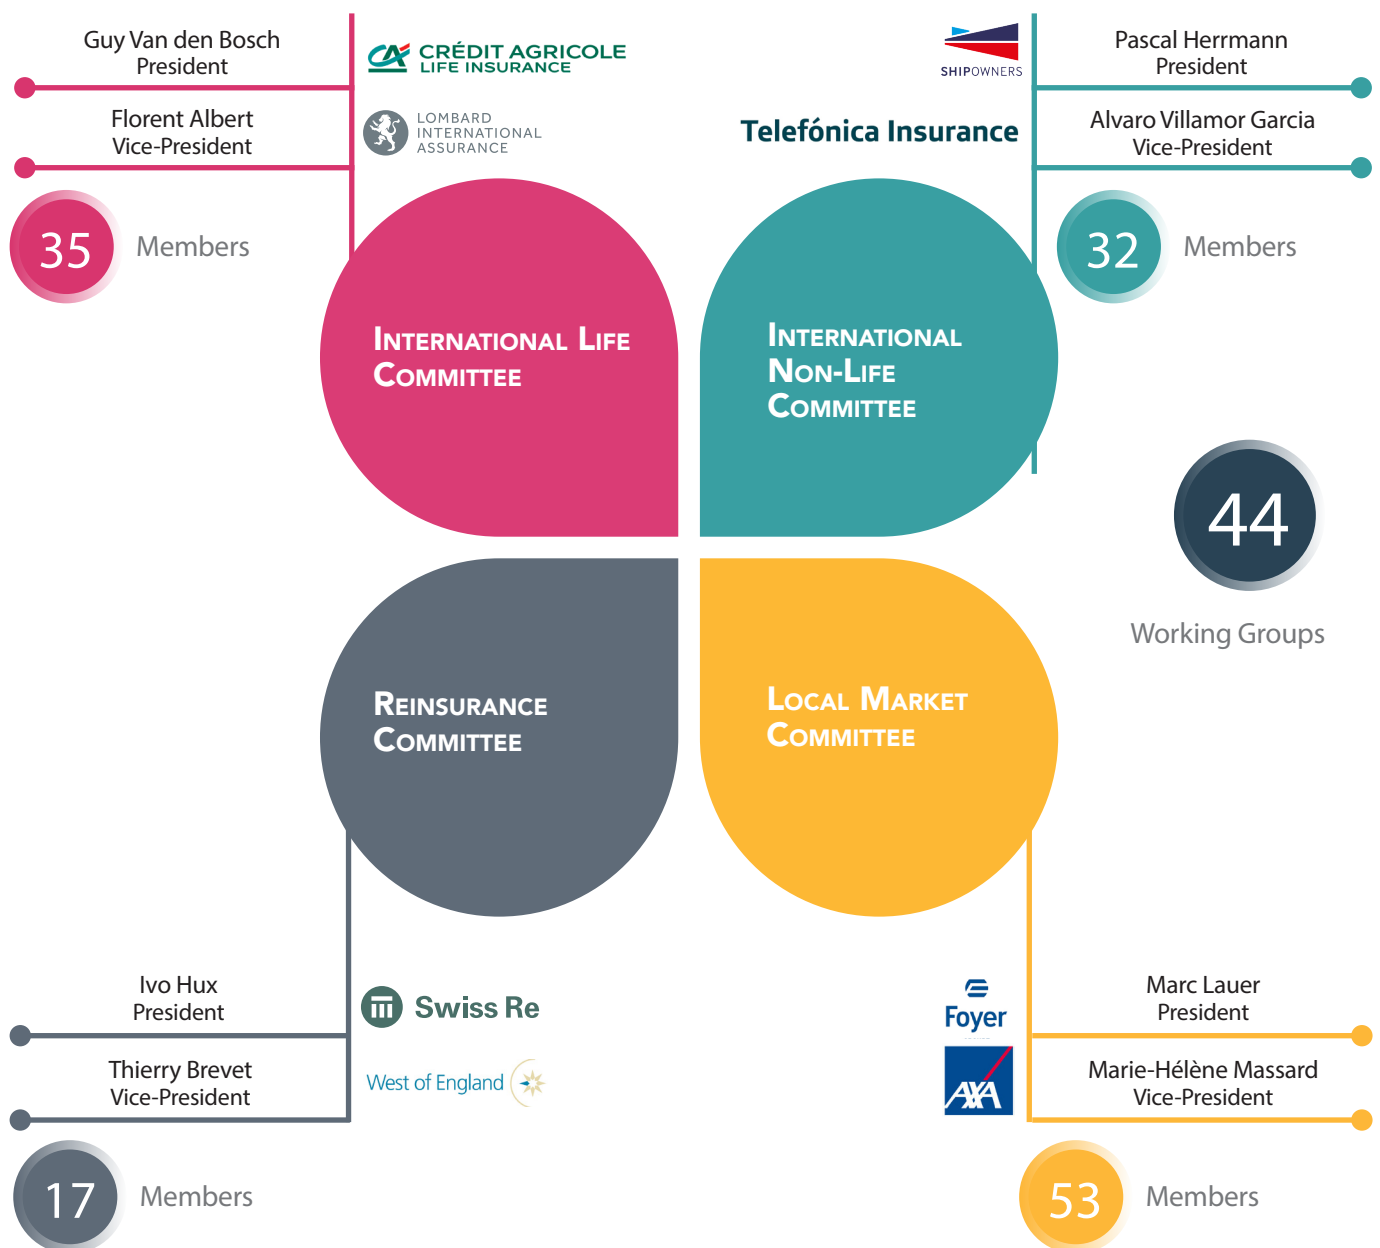 Guy Van den Bosch
President
Florent Albert
Vice-President
35
Members
CRÉDIT AGRICOLE
LIFE INSURANCE
LOMBARD
INTERNATIONAL
ASSURANCE
SHIPOWNERS
Telefónica Insurance
Pascal Herrmann
President
Alvaro Villamor Garcia
Vice-President
32
Members
INTERNATIONAL LIFE
COMMITTEE
INTERNATIONAL
NON-LIFE
COMMITTEE
44
Working Groups
REINSURANCE
COMMITTEE
LOCAL MARKET
COMMITTEE
Ivo Hux
President
Thierry Brevet
Vice-President
17
Members
Swiss Re
West of England
Foyer
AXA
Marc Lauer
President
Marie-Hélène Massard
Vice-President
53
Members